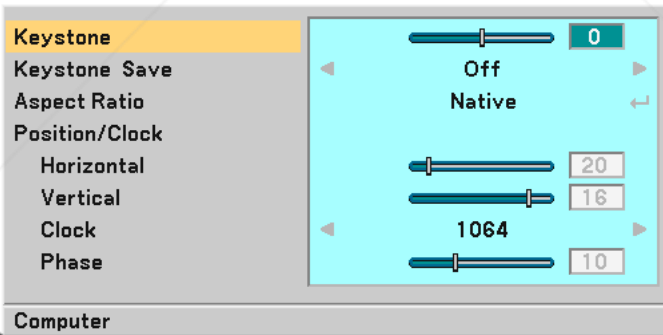 Keystone 0
Keystone Save Off
Aspect Ratio Native
Position/Clock
Horizontal 20
Vertical 16
Clock 1064
Phase 10
Computer